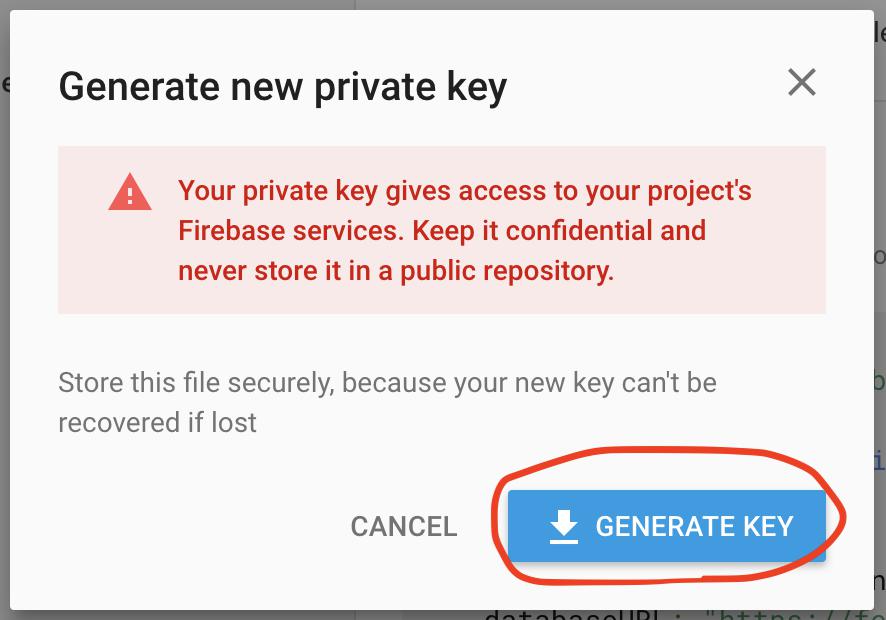 Generate new private key
Your private key gives access to your project's
Firebase services. Keep it confidential and
never store it in a public repository.
Store this file securely, because your new key can't be
recovered if lost
CANCEL
GENERATE KEY
databaseURL: "https://fo